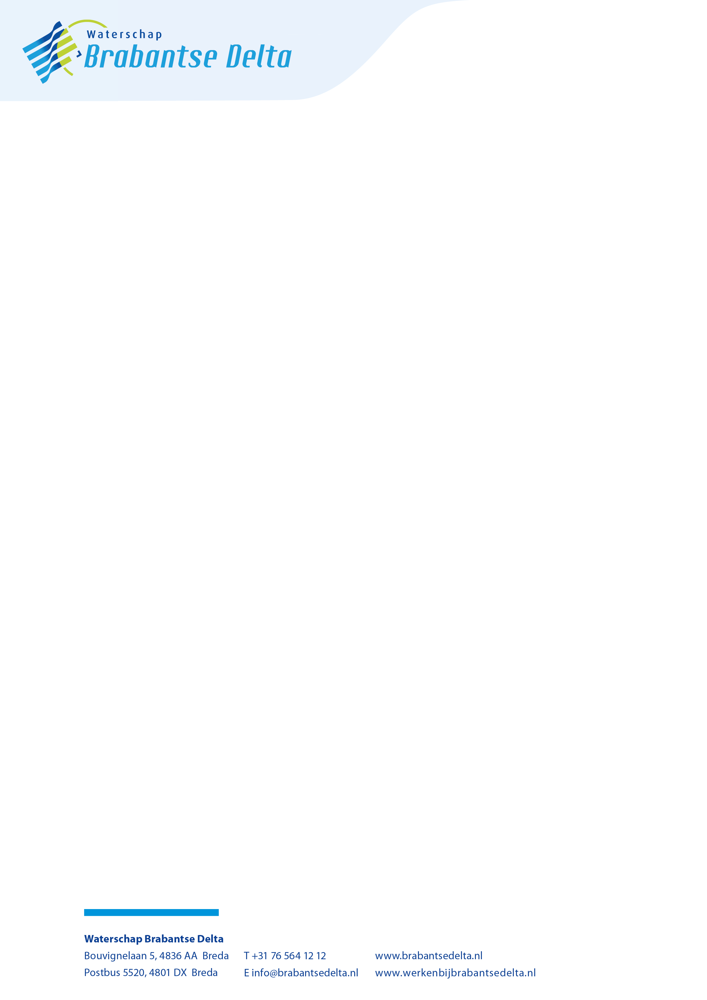 Waterschap
Brabantse Delta
Waterschap Brabantse Delta
Bouvignelaan 5, 4836 AA Breda T +31 76 564 12 12 www.brabantsedelta.nl
Postbus 5520, 4801 DX Breda E info@brabantsedelta.nl www.werkenbijbrabantsedelta.nl